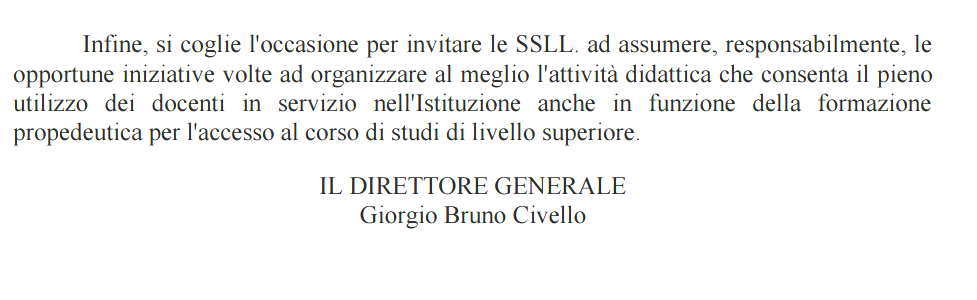 Infine, si coglie l'occasione per invitare le SSLL. ad assumere, responsabilmente, le
opportune iniziative volte ad organizzare al meglio l'attività didattica che consenta il pieno
utilizzo dei docenti in servizio nell'Istituzione anche in funzione della formazione
propedeutica per l'accesso al corso di studi di livello superiore.
IL DIRETTORE GENERALE
Giorgio Bruno Civello